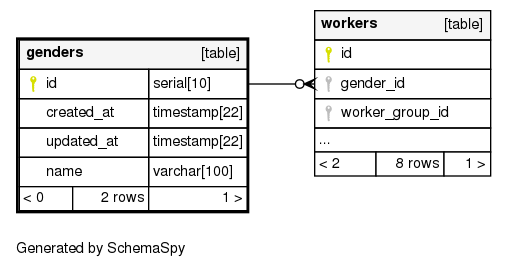 genders [table]
id serial[10]
created_at timestamp[22]
updated_at timestamp[22]
name varchar[100]
< 0 2 rows 1 >
workers [table]
id
gender_id
worker_group_id
...
< 2 8 rows 1 >
Generated by SchemaSpy